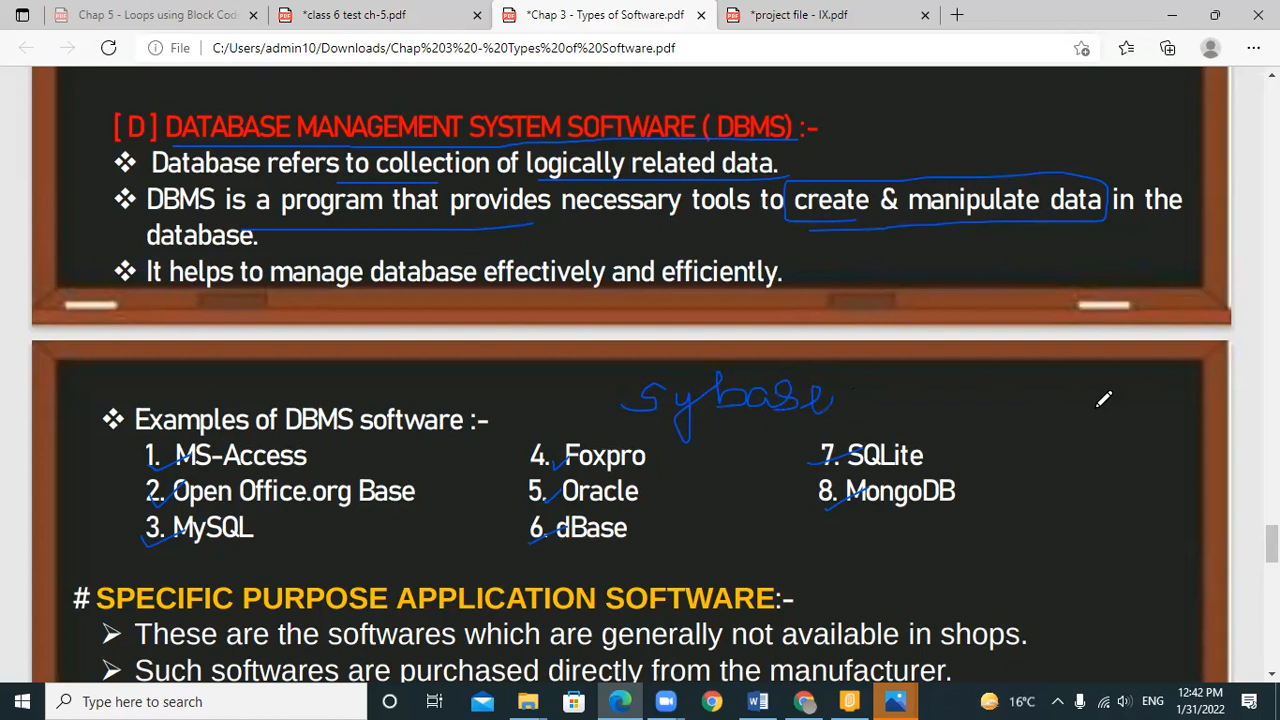 Chap 5 - Loops using Block Cod
*class 6 test ch-5.pdf
*Chap 3 - Types of Software.pdf
*project file - IX.pdf
File
C:/Users/admin10/Downloads/Chap%203%20-%20Types%20of%20Software.pdf
[ D ] DATABASE MANAGEMENT SYSTEM SOFTWARE ( DBMS) :-
❖ Database refers to collection of logically related data.
❖ DBMS is a program that provides necessary tools to create & manipulate data in the
database.
❖ It helps to manage database effectively and efficiently.
sybase
❖ Examples of DBMS software :-
1. MS-Access 4. Foxpro 7. SQLite
2. Open Office.org Base 5. Oracle 8. MongoDB
3. MySQL 6. dBase
# SPECIFIC PURPOSE APPLICATION SOFTWARE:-
➢ These are the softwares which are generally not available in shops.
➢ Such softwares are purchased directly from the manufacturer.
Type here to search
16°C
ENG
12:42 PM
1/31/2022